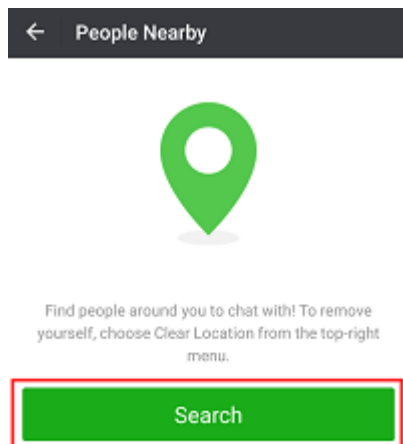 People Nearby
Find people around you to chat with! To remove
yourself, choose Clear Location from the top-right
menu.
Search